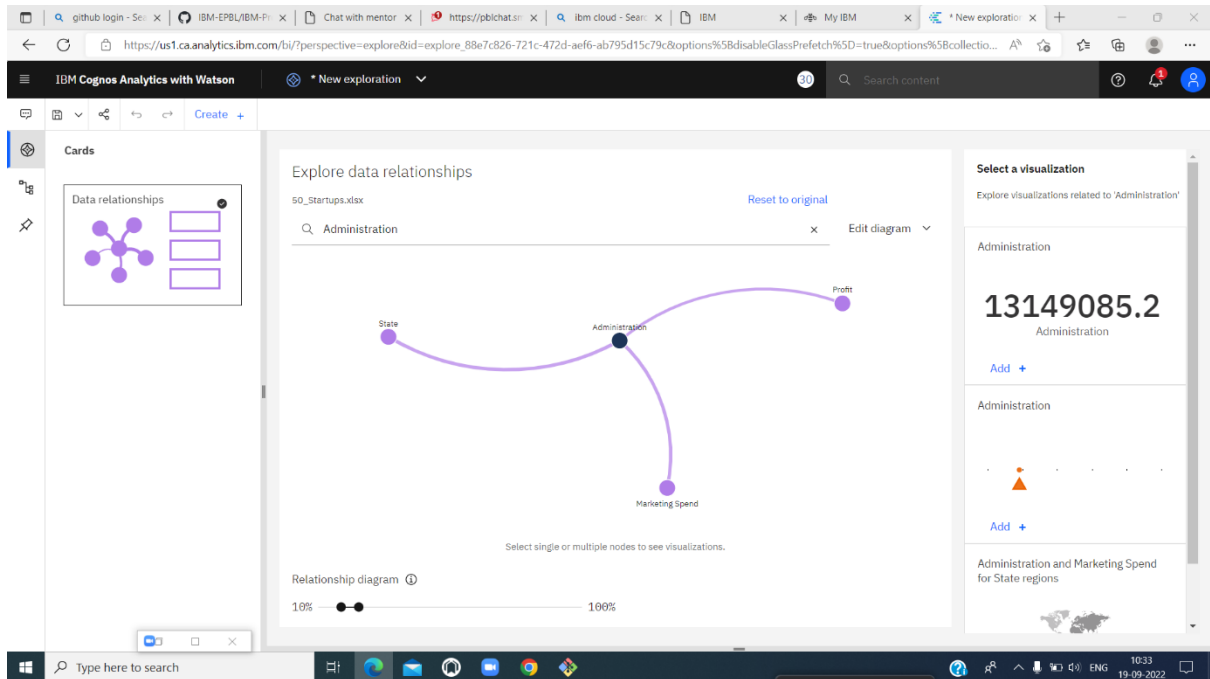 github login - Sea
IBM-EPBL/IBM-Pr
Chat with mentor
https://pblchat.sm
ibm cloud - Searc
IBM
My IBM
* New exploration
https://us1.ca.analytics.ibm.com/bi/?perspective=explore&id=explore_88e7c826-721c-472d-aef6-ab795d15c79c&options%5BdisableGlassPrefetch%5D=true&options%5Bcollectio...
IBM Cognos Analytics with Watson
* New exploration
30
Search content
1
Create +
Cards
Data relationships
Explore data relationships
50_Startups.xlsx
Reset to original
Administration
Edit diagram
State
Administration
Profit
Marketing Spend
Select single or multiple nodes to see visualizations.
Relationship diagram
10%
100%
Select a visualization
Explore visualizations related to 'Administration'
Administration
13149085.2
Administration
Add +
Administration
Add +
Administration and Marketing Spend
for State regions
Type here to search
ENG
10:33
19-09-2022